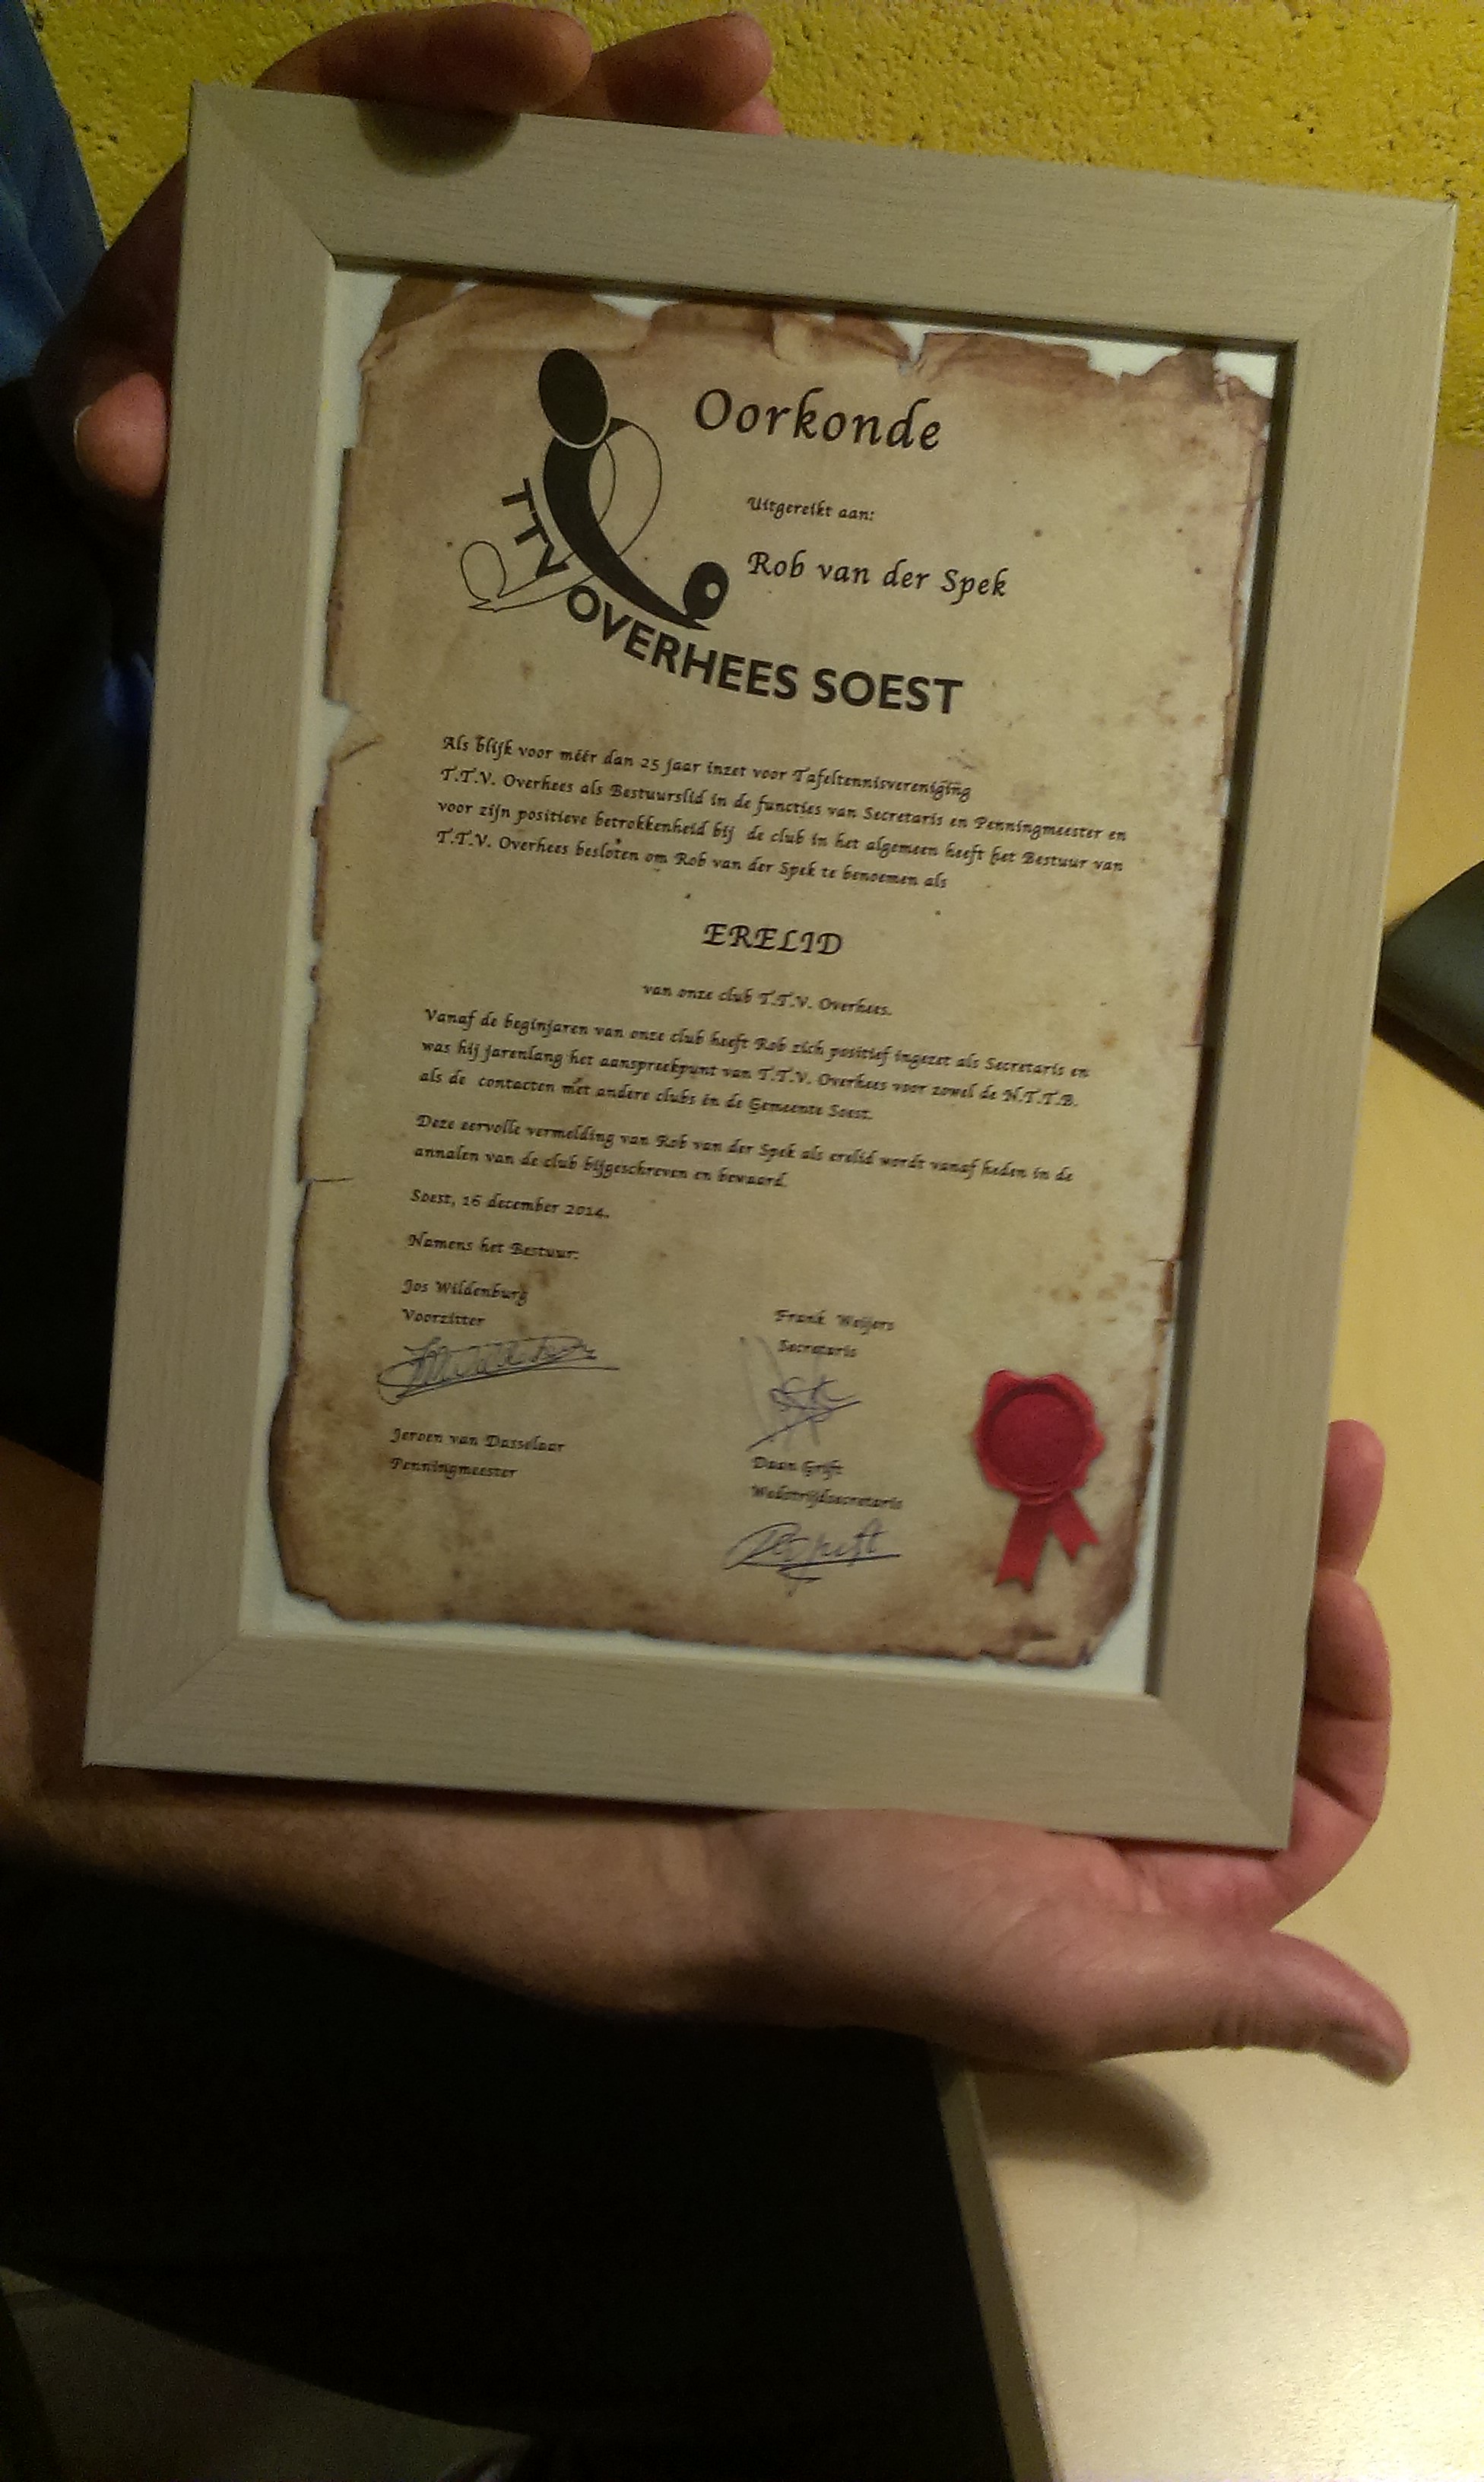 Oorkonde
Uitgereikt aan:
Rob van der Spek
TTV OVERHEES SOEST
Als blijk voor méér dan 25 jaar inzet voor Tafeltennisvereniging
T.T.V. Overhees als Bestuurslid in de functies van Secretaris en Penningmeester en
voor zijn positieve betrokkenheid bij de club in het algemeen heeft het Bestuur van
T.T.V. Overhees besloten om Rob van der Spek te benoemen als
ERELID
van onze club T.T.V. Overhees.
Vanaf de beginjaren van onze club heeft Rob zich positief ingezet als Secretaris en
was hij jarenlang het aanspreekpunt van T.T.V. Overhees voor zowel de N.T.T.B.
als de contacten met andere clubs in de Gemeente Soest.
Deze eervolle vermelding van Rob van der Spek als erelid wordt vanaf heden in de
annalen van de club bijgeschreven en bewaard.
Soest, 16 december 2014.
Namens het Bestuur:
Jos Wildenburg
Voorzitter
Frank Weijers
Secretaris
Jeroen van Dasselaar
Penningmeester
Daan Grift
Wedstrijdsecretaris